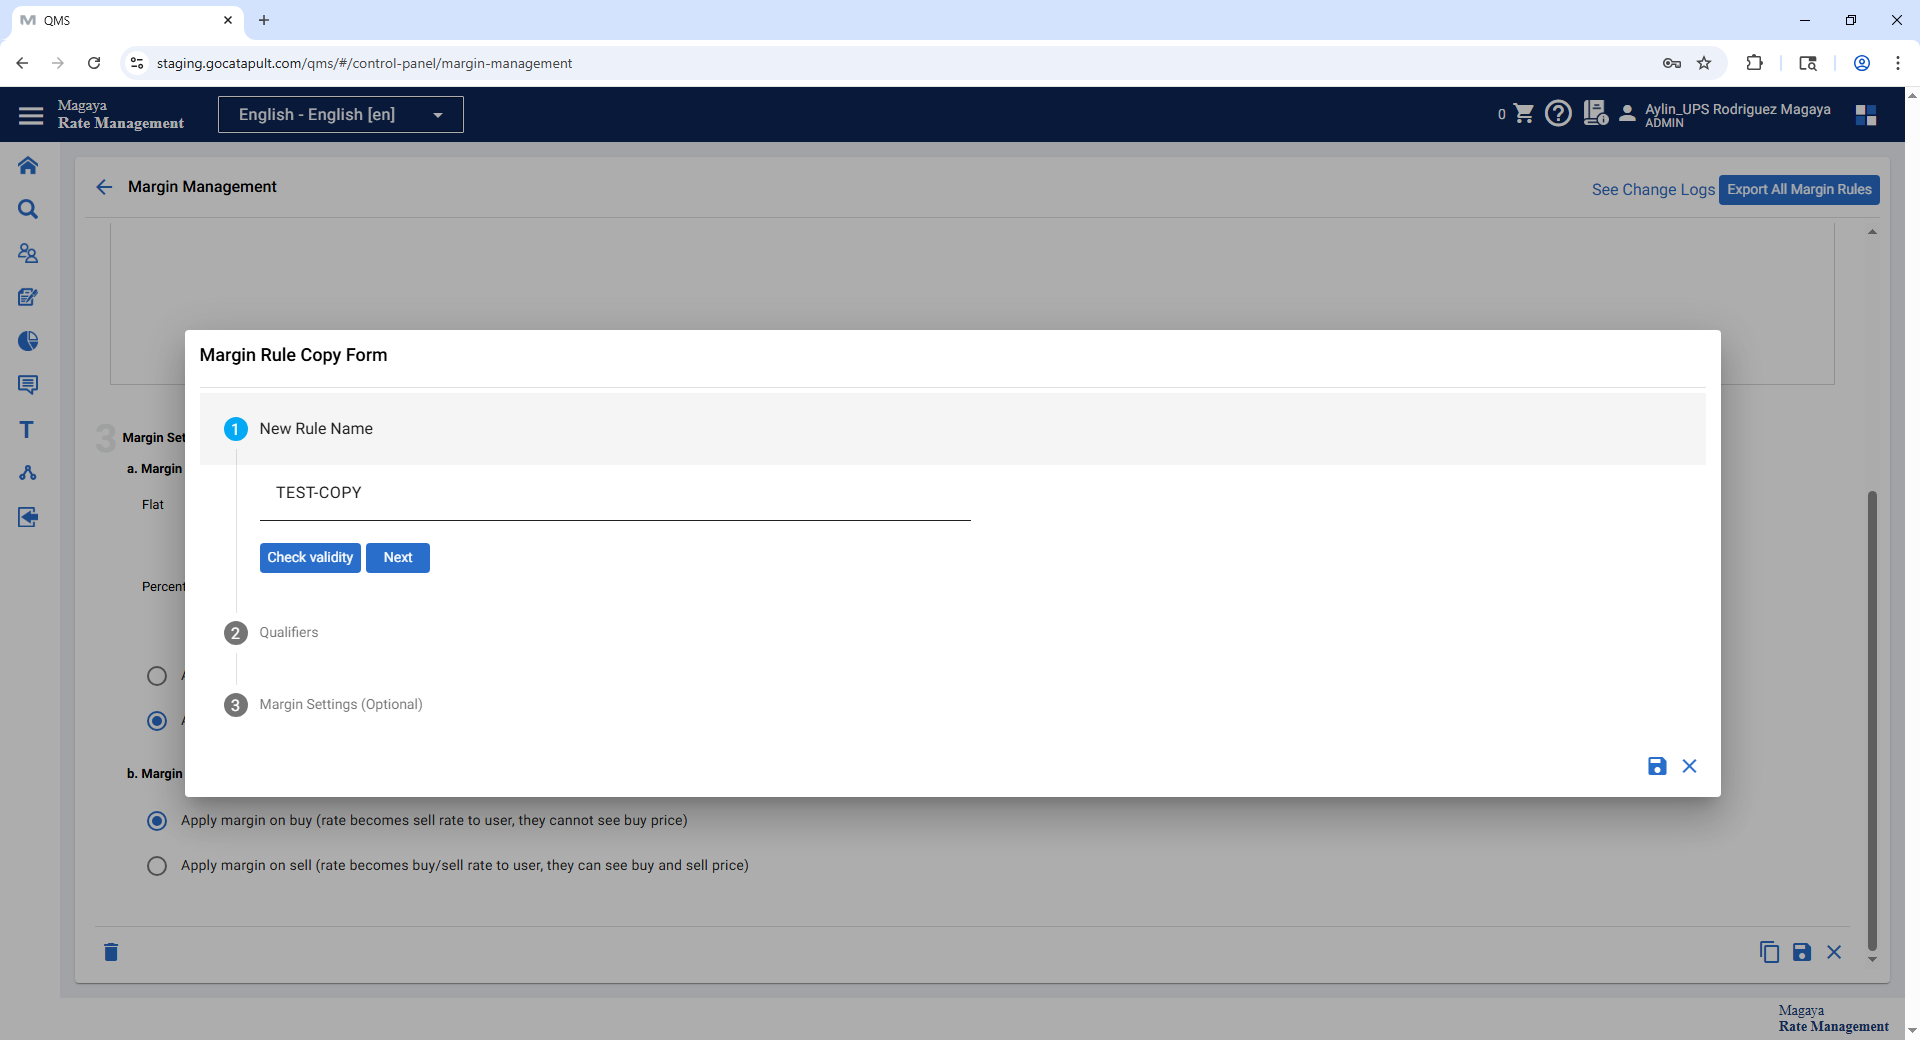 QMS
staging.gocatapult.com/qms/#/control-panel/margin-management
Magaya
Rate Management
English - English [en]
0
Aylin_UPS Rodriguez Magaya
ADMIN
Margin Management
See Change Logs
Export All Margin Rules
Margin Rule Copy Form
1 New Rule Name
TEST-COPY
Check validity
Next
2 Qualifiers
3 Margin Settings (Optional)
3 Margin Set
a. Margin
Flat
Percent
b. Margin
Apply margin on buy (rate becomes sell rate to user, they cannot see buy price)
Apply margin on sell (rate becomes buy/sell rate to user, they can see buy and sell price)
Magaya
Rate Management